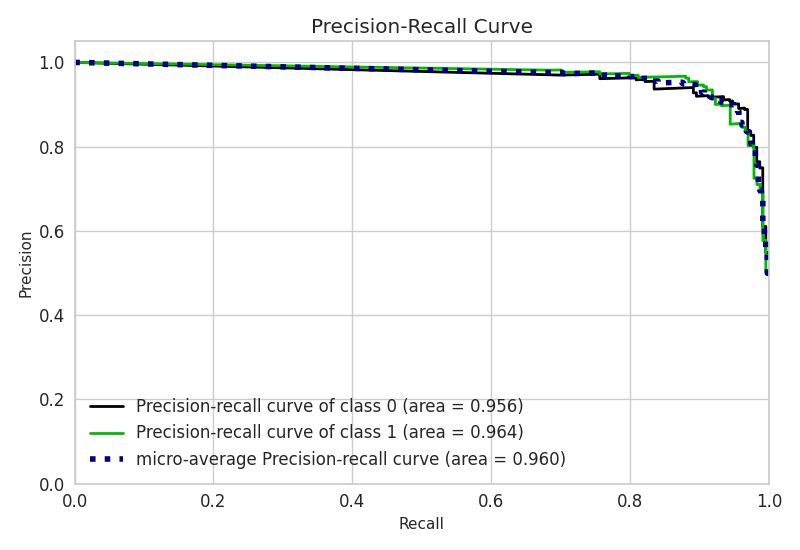 Precision-Recall Curve
1.0
0.8
0.6
0.4
0.2
0.0
Precision
Precision-recall curve of class 0 (area = 0.956)
Precision-recall curve of class 1 (area = 0.964)
micro-average Precision-recall curve (area = 0.960)
0.0 0.2 0.4 0.6 0.8 1.0
Recall